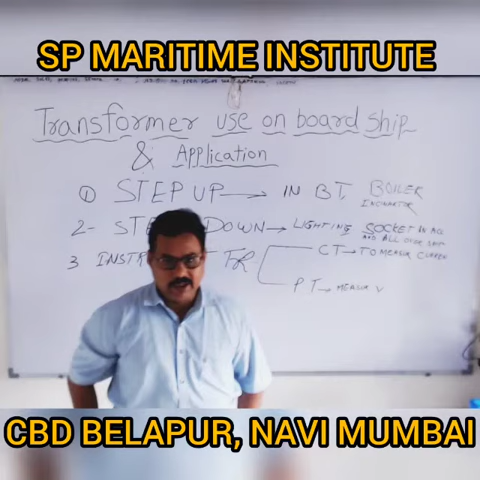 SP MARITIME INSTITUTE
Transformer use on board ship
& Application
① STEP UP → IN BT. BOILER
2- STE DOWN → LIGHTING SOCKET IN ACC
AND ALL OVER SHIP
3 INSTR TR CT → TO MEASUR CURREN
PT → MEASUR V
CBD BELAPUR, NAVI MUMBAI